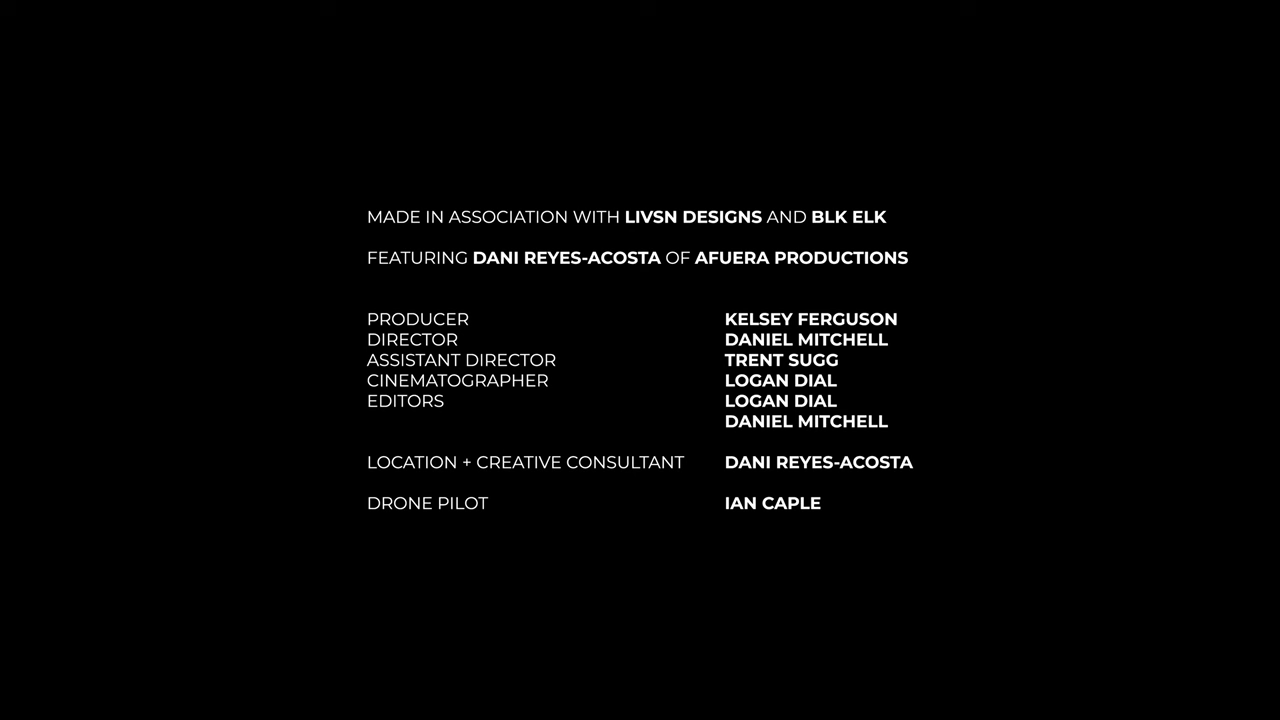 MADE IN ASSOCIATION WITH LIVSN DESIGNS AND BLK ELK
FEATURING DANI REYES-ACOSTA OF AFUERA PRODUCTIONS
PRODUCER KELSEY FERGUSON
DIRECTOR DANIEL MITCHELL
ASSISTANT DIRECTOR TRENT SUGG
CINEMATOGRAPHER LOGAN DIAL
EDITORS LOGAN DIAL
DANIEL MITCHELL
LOCATION + CREATIVE CONSULTANT DANI REYES-ACOSTA
DRONE PILOT IAN CAPLE